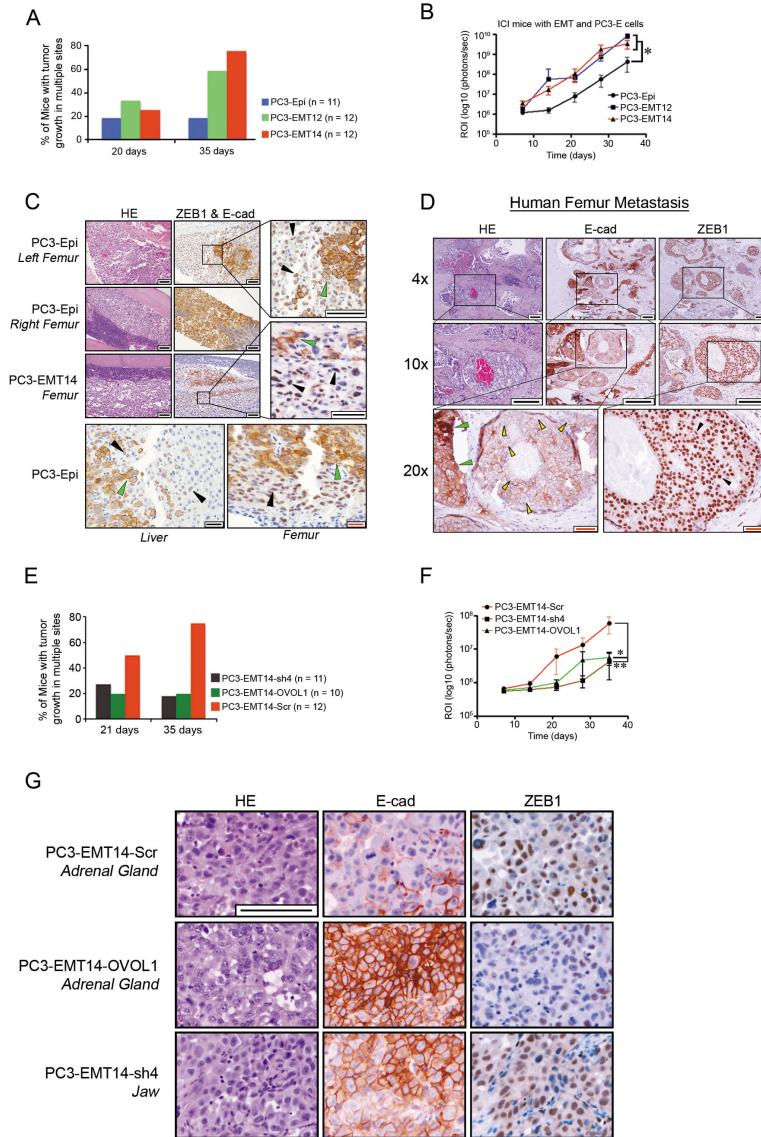 A
% of Mice with tumor
growth in multiple sites
100
80
60
40
20
0
20 days
35 days
PC3-Epi (n = 11)
PC3-EMT12 (n = 12)
PC3-EMT14 (n = 12)
B
ICI mice with EMT and PC3-E cells
ROI (log10 (photons/sec))
10^10
10^9
10^8
10^7
10^6
10^5
0
10
20
30
40
Time (days)
*
PC3-Epi
PC3-EMT12
PC3-EMT14
C
HE
ZEB1 & E-cad
PC3-Epi
Left Femur
PC3-Epi
Right Femur
PC3-EMT14
Femur
PC3-Epi
Liver
Femur
D
Human Femur Metastasis
HE
E-cad
ZEB1
4x
10x
20x
E
% of Mice with tumor
growth in multiple sites
100
80
60
40
20
0
21 days
35 days
PC3-EMT14-sh4 (n = 11)
PC3-EMT14-OVOL1 (n = 10)
PC3-EMT14-Scr (n = 12)
F
PC3-EMT14-Scr
PC3-EMT14-sh4
PC3-EMT14-OVOL1
ROI (log10 (photons/sec))
10^8
10^7
10^6
10^5
0
10
20
30
40
Time (days)
*
**
G
HE
E-cad
ZEB1
PC3-EMT14-Scr
Adrenal Gland
PC3-EMT14-OVOL1
Adrenal Gland
PC3-EMT14-sh4
Jaw